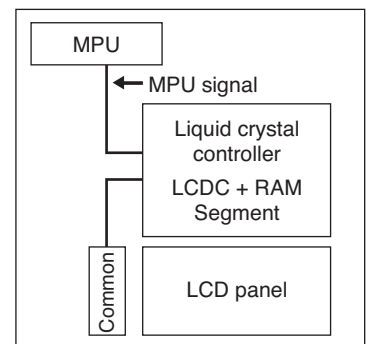 MPU
MPU signal
Liquid crystal
controller
LCDC + RAM
Segment
Common
LCD panel